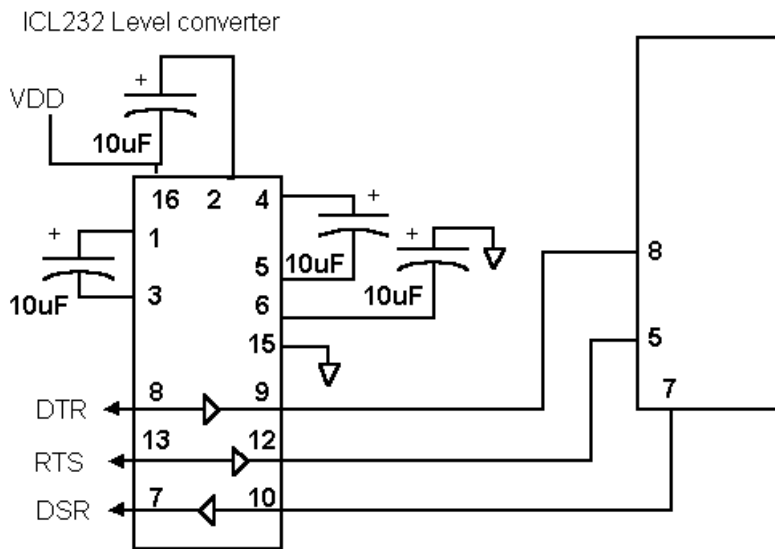 ICL232 Level converter
+
VDD
10uF
16 2 4
+
1
+
+
5
10uF
8
10uF
3
6
10uF
15
5
7
DTR
8
9
13
12
RTS
7
10
DSR